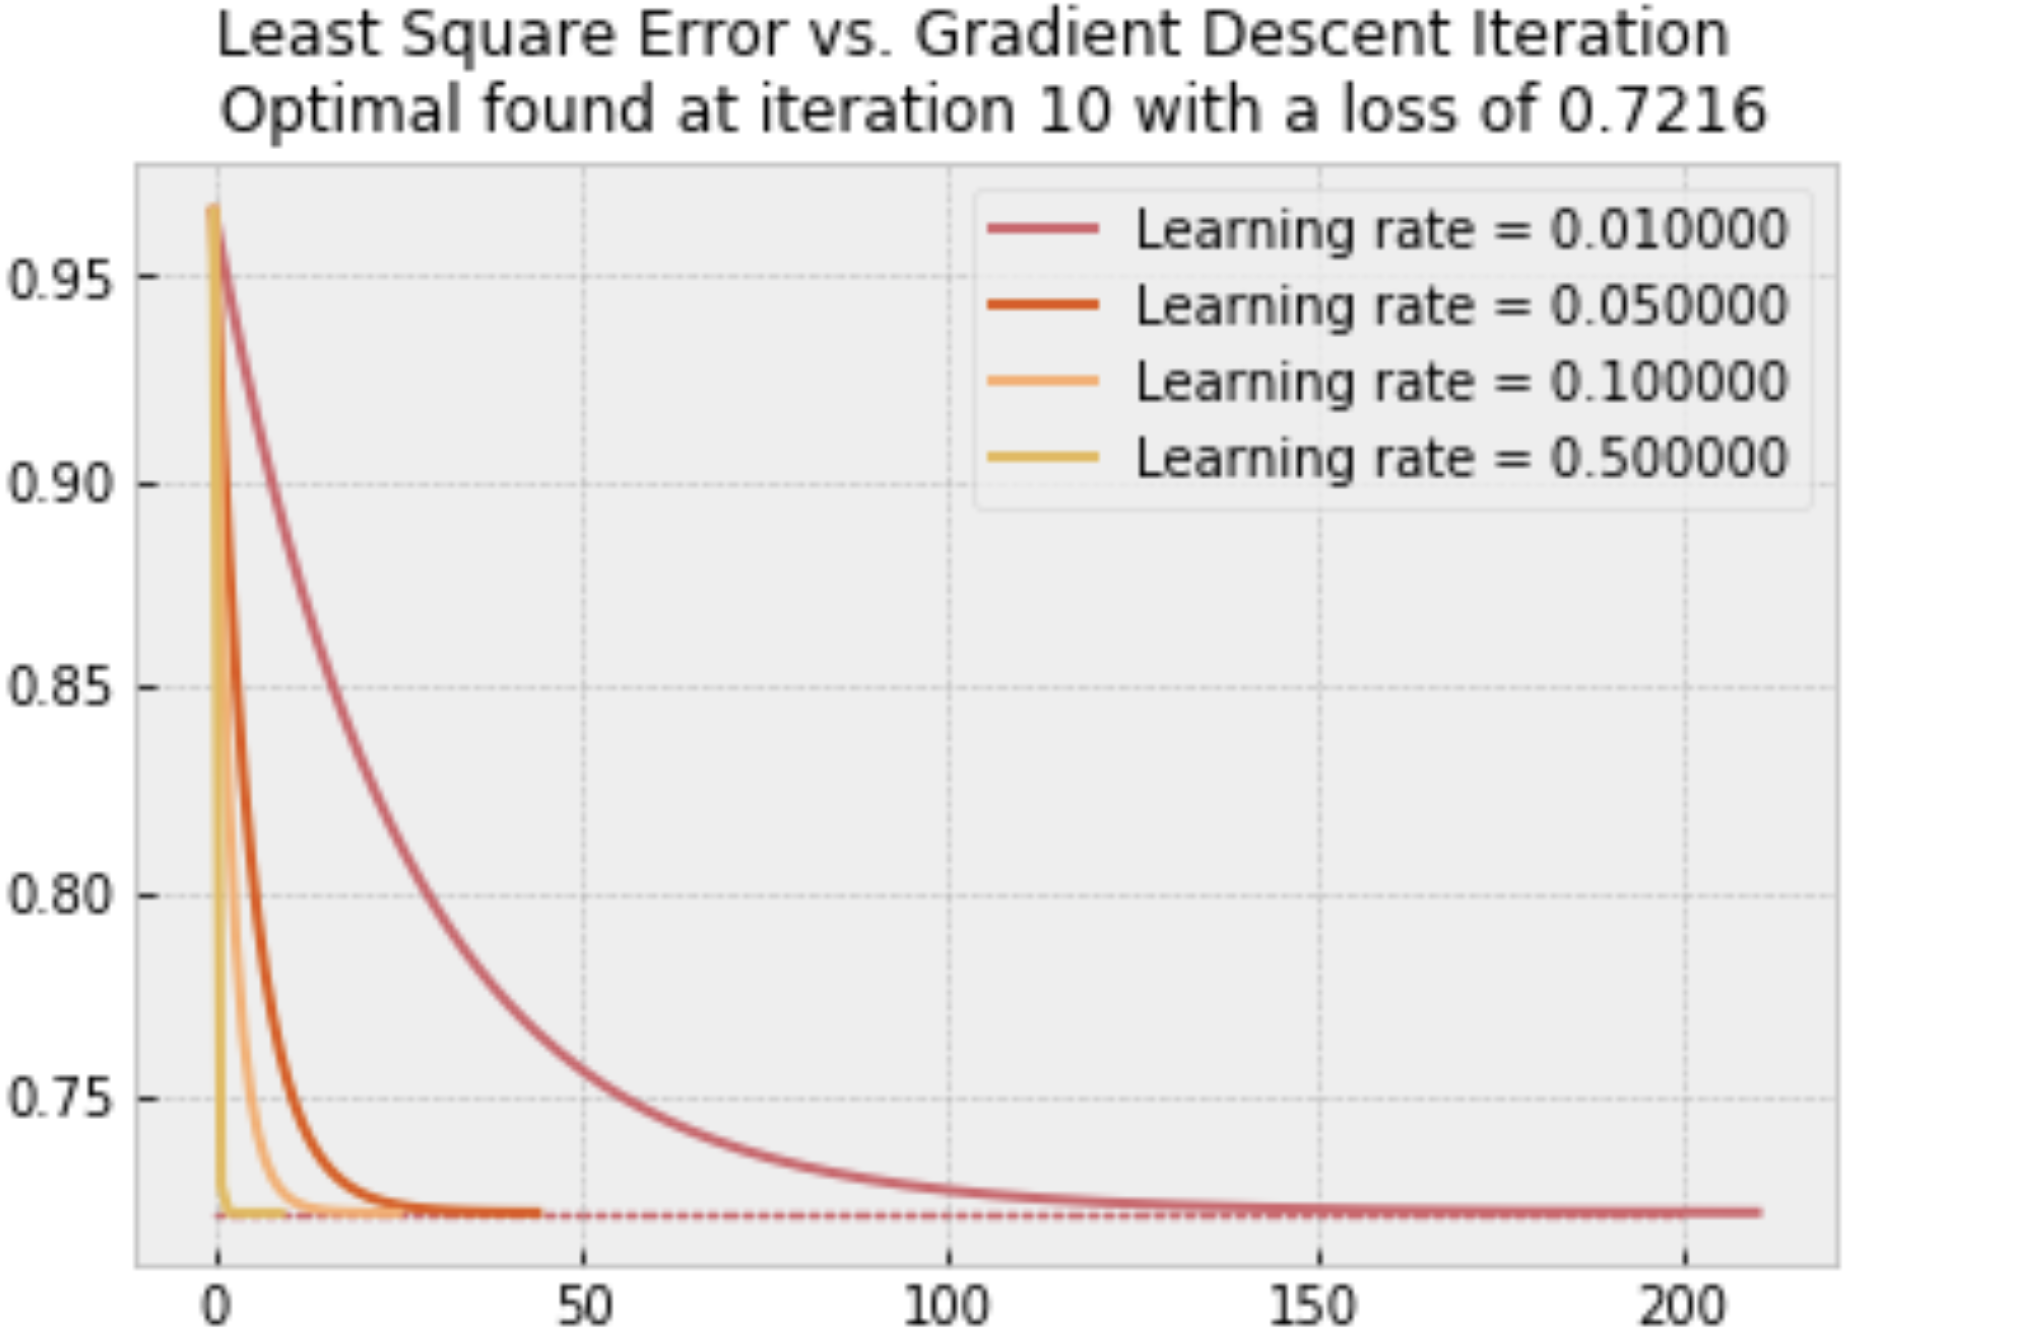 Least Square Error vs. Gradient Descent Iteration
Optimal found at iteration 10 with a loss of 0.7216
Learning rate = 0.010000
Learning rate = 0.050000
Learning rate = 0.100000
Learning rate = 0.500000
0.95
0.90
0.85
0.80
0.75
0 50 100 150 200